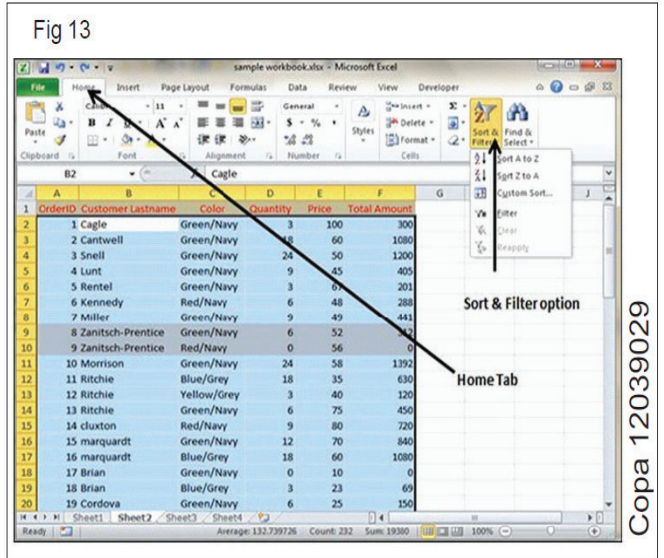 Fig 13
sample workbook.xlsx - Microsoft Excel
File Home Insert Page Layout Formulas Data Review View Developer
11 General Insert Σ
Paste B I U A A $ % , Styles Delete Sort & Filter Find & Select
Format
Clipboard Font Alignment Number Cells
Sort A to Z
Sort Z to A
Custom Sort...
Filter
Clear
Reapply
B2 Cagle
A B C D E F G J
1 OrderID Customer Lastname Color Quantity Price Total Amount
2 1 Cagle Green/Navy 3 100 300
3 2 Cantwell Green/Navy 60 1080
4 3 Snell Green/Navy 24 50 1200
5 4 Lunt Green/Navy 9 45 405
6 5 Rentel Green/Navy 3 67 201
7 6 Kennedy Red/Navy 6 48 288
8 7 Miller Green/Navy 9 49 441
9 8 Zanitsch-Prentice Green/Navy 6 52
10 9 Zanitsch-Prentice Red/Navy 0 56 0
11 10 Morrison Green/Navy 24 58 1392
12 11 Ritchie Blue/Grey 18 35 630
13 12 Ritchie Yellow/Grey 3 40 120
14 13 Ritchie Green/Navy 6 75 450
15 14 cluxton Red/Navy 9 80 720
16 15 marquardt Green/Navy 12 70 840
17 16 marquardt Blue/Grey 18 60 1080
18 17 Brian Green/Navy 0 10 0
19 18 Brian Blue/Grey 3 23 69
20 19 Cordova Green/Navy 6 25 150
Sort & Filter option
Home Tab
Sheet1 Sheet2 Sheet3 Sheet4
Ready Average: 132.739726 Count: 232 Sum: 19380 100%
Copa 12039029